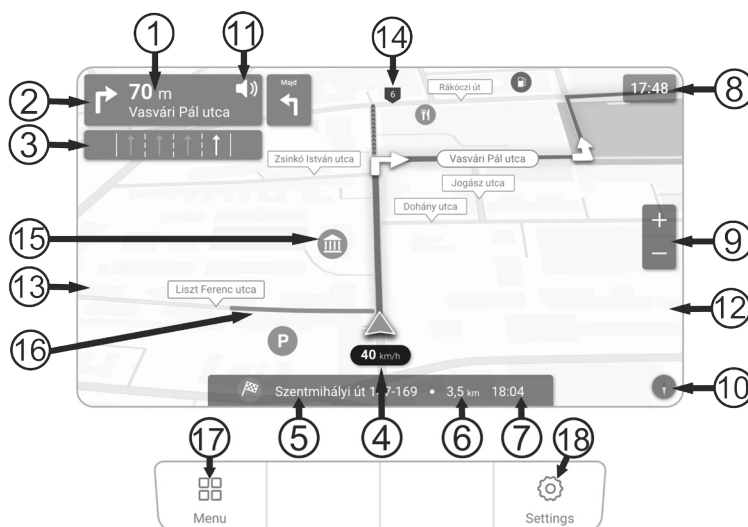 1
11
14
2
70 m
Vasvári Pál utca
Majd
6
Rákóczi út
17:48
8
3
Zsinkó István utca
Vasvári Pál utca
Jogász utca
Dohány utca
15
+
−
9
13
Liszt Ferenc utca
12
16
P
40 km/h
10
Szentmihályi út 1 7-169 • 3,5 km 18:04
17
5
4
6
7
18
Menu
Settings